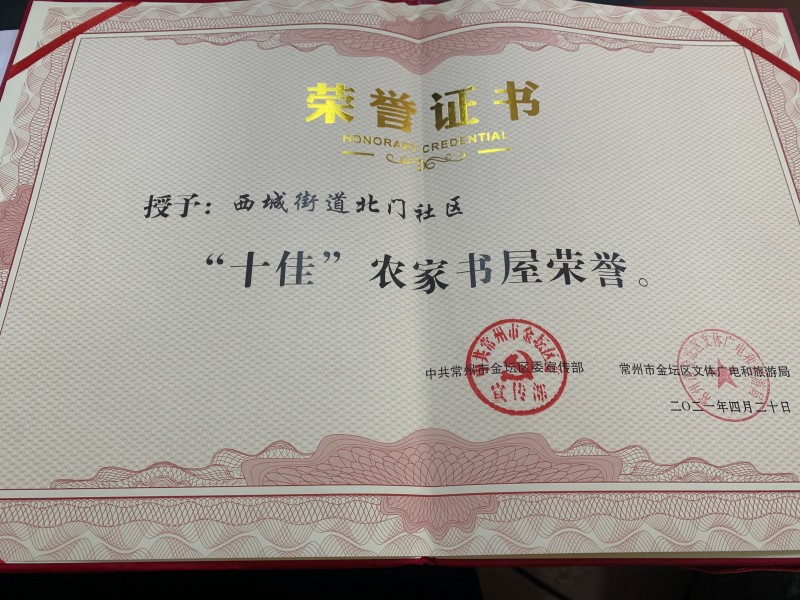 荣誉证书
HONORARY CREDENTIAL
授予：西城街道北门社区
“十佳”农家书屋荣誉。
中共常州市金坛区委宣传部 常州市金坛区文体广电和旅游局
二〇二一年四月二十日
宣传部